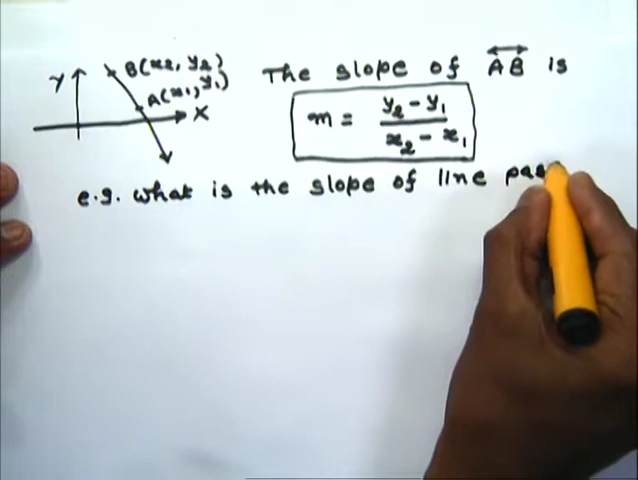 Y B(x₂, y₂)
A(x₁, y₁)
X
The slope of AB is
m = y₂ - y₁ / x₂ - x₁
e.g. what is the slope of line pas